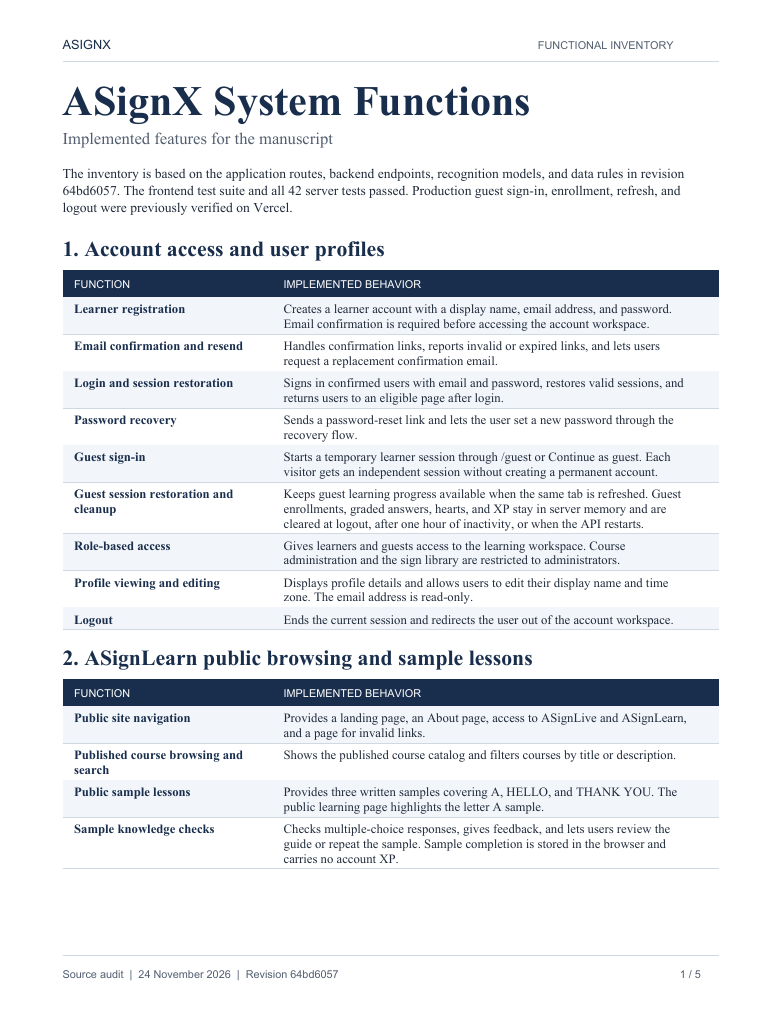 ASIGNX
FUNCTIONAL INVENTORY
ASignX System Functions
Implemented features for the manuscript
The inventory is based on the application routes, backend endpoints, recognition models, and data rules in revision
64bd6057. The frontend test suite and all 42 server tests passed. Production guest sign-in, enrollment, refresh, and
logout were previously verified on Vercel.
1. Account access and user profiles
FUNCTION IMPLEMENTED BEHAVIOR
Learner registration
Creates a learner account with a display name, email address, and password.
Email confirmation is required before accessing the account workspace.
Email confirmation and resend
Handles confirmation links, reports invalid or expired links, and lets users
request a replacement confirmation email.
Login and session restoration
Signs in confirmed users with email and password, restores valid sessions, and
returns users to an eligible page after login.
Password recovery
Sends a password-reset link and lets the user set a new password through the
recovery flow.
Guest sign-in
Starts a temporary learner session through /guest or Continue as guest. Each
visitor gets an independent session without creating a permanent account.
Guest session restoration and
cleanup
Keeps guest learning progress available when the same tab is refreshed. Guest
enrollments, graded answers, hearts, and XP stay in server memory and are
cleared at logout, after one hour of inactivity, or when the API restarts.
Role-based access
Gives learners and guests access to the learning workspace. Course
administration and the sign library are restricted to administrators.
Profile viewing and editing
Displays profile details and allows users to edit their display name and time
zone. The email address is read-only.
Logout
Ends the current session and redirects the user out of the account workspace.
2. ASignLearn public browsing and sample lessons
FUNCTION IMPLEMENTED BEHAVIOR
Public site navigation
Provides a landing page, an About page, access to ASignLive and ASignLearn,
and a page for invalid links.
Published course browsing and
search
Shows the published course catalog and filters courses by title or description.
Public sample lessons
Provides three written samples covering A, HELLO, and THANK YOU. The
public learning page highlights the letter A sample.
Sample knowledge checks
Checks multiple-choice responses, gives feedback, and lets users review the
guide or repeat the sample. Sample completion is stored in the browser and
carries no account XP.
Source audit | 24 November 2026 | Revision 64bd6057
1 / 5